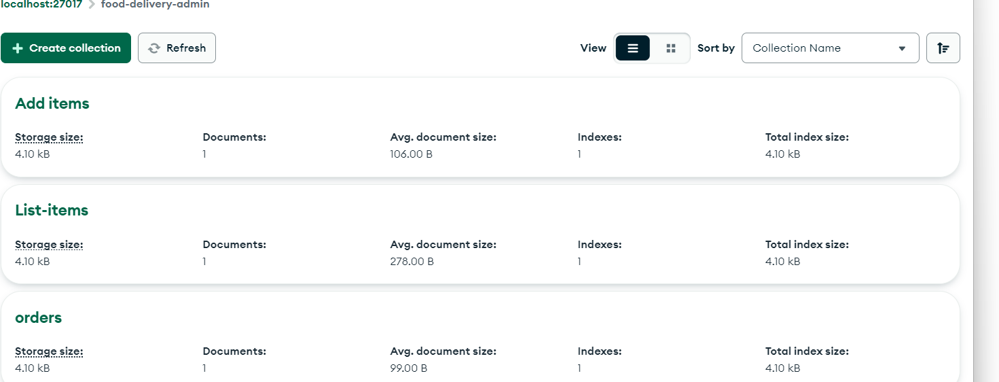 localhost:27017 > food-delivery-admin
+ Create collection Refresh View Sort by Collection Name
Add items
Storage size: Documents: Avg. document size: Indexes: Total index size:
4.10 kB 1 106.00 B 1 4.10 kB
List-items
Storage size: Documents: Avg. document size: Indexes: Total index size:
4.10 kB 1 278.00 B 1 4.10 kB
orders
Storage size: Documents: Avg. document size: Indexes: Total index size:
4.10 kB 1 99.00 B 1 4.10 kB